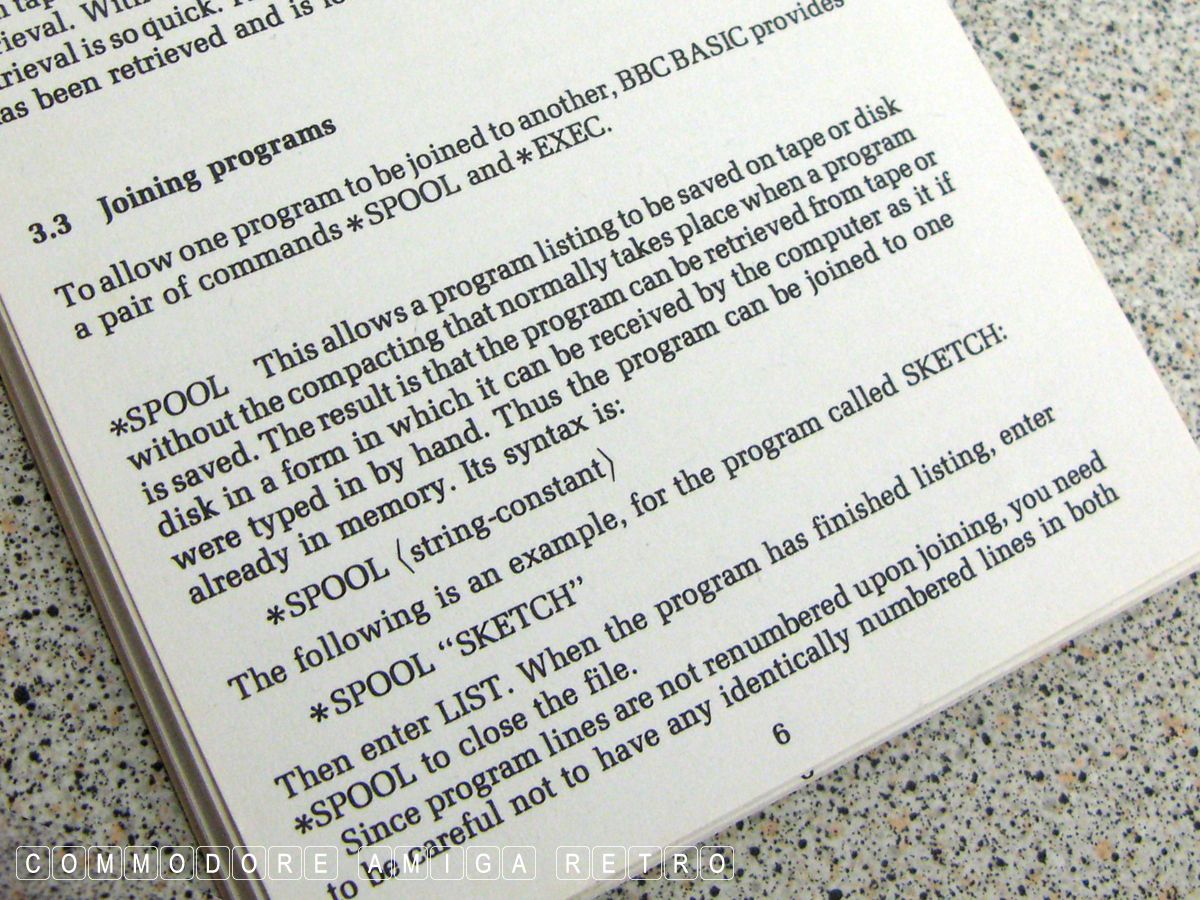 rieval. With
trieval is so quick.
has been retrieved and is
3.3 Joining programs
To allow one program to be joined to another, BBC BASIC provides
a pair of commands *SPOOL and *EXEC.
*SPOOL This allows a program listing to be saved on tape or disk
without the compacting that normally takes place when a program
is saved. The result is that the program can be retrieved from tape or
disk in a form in which it can be received by the computer as it if
were typed in by hand. Thus the program can be joined to one
already in memory. Its syntax is:
*SPOOL ⟨string-constant⟩
The following is an example, for the program called SKETCH:
*SPOOL “SKETCH”
Then enter LIST. When the program has finished listing, enter
*SPOOL to close the file.
Since program lines are not renumbered upon joining, you need
to be careful not to have any identically numbered lines in both
6
COMMODORE AMIGA RETRO